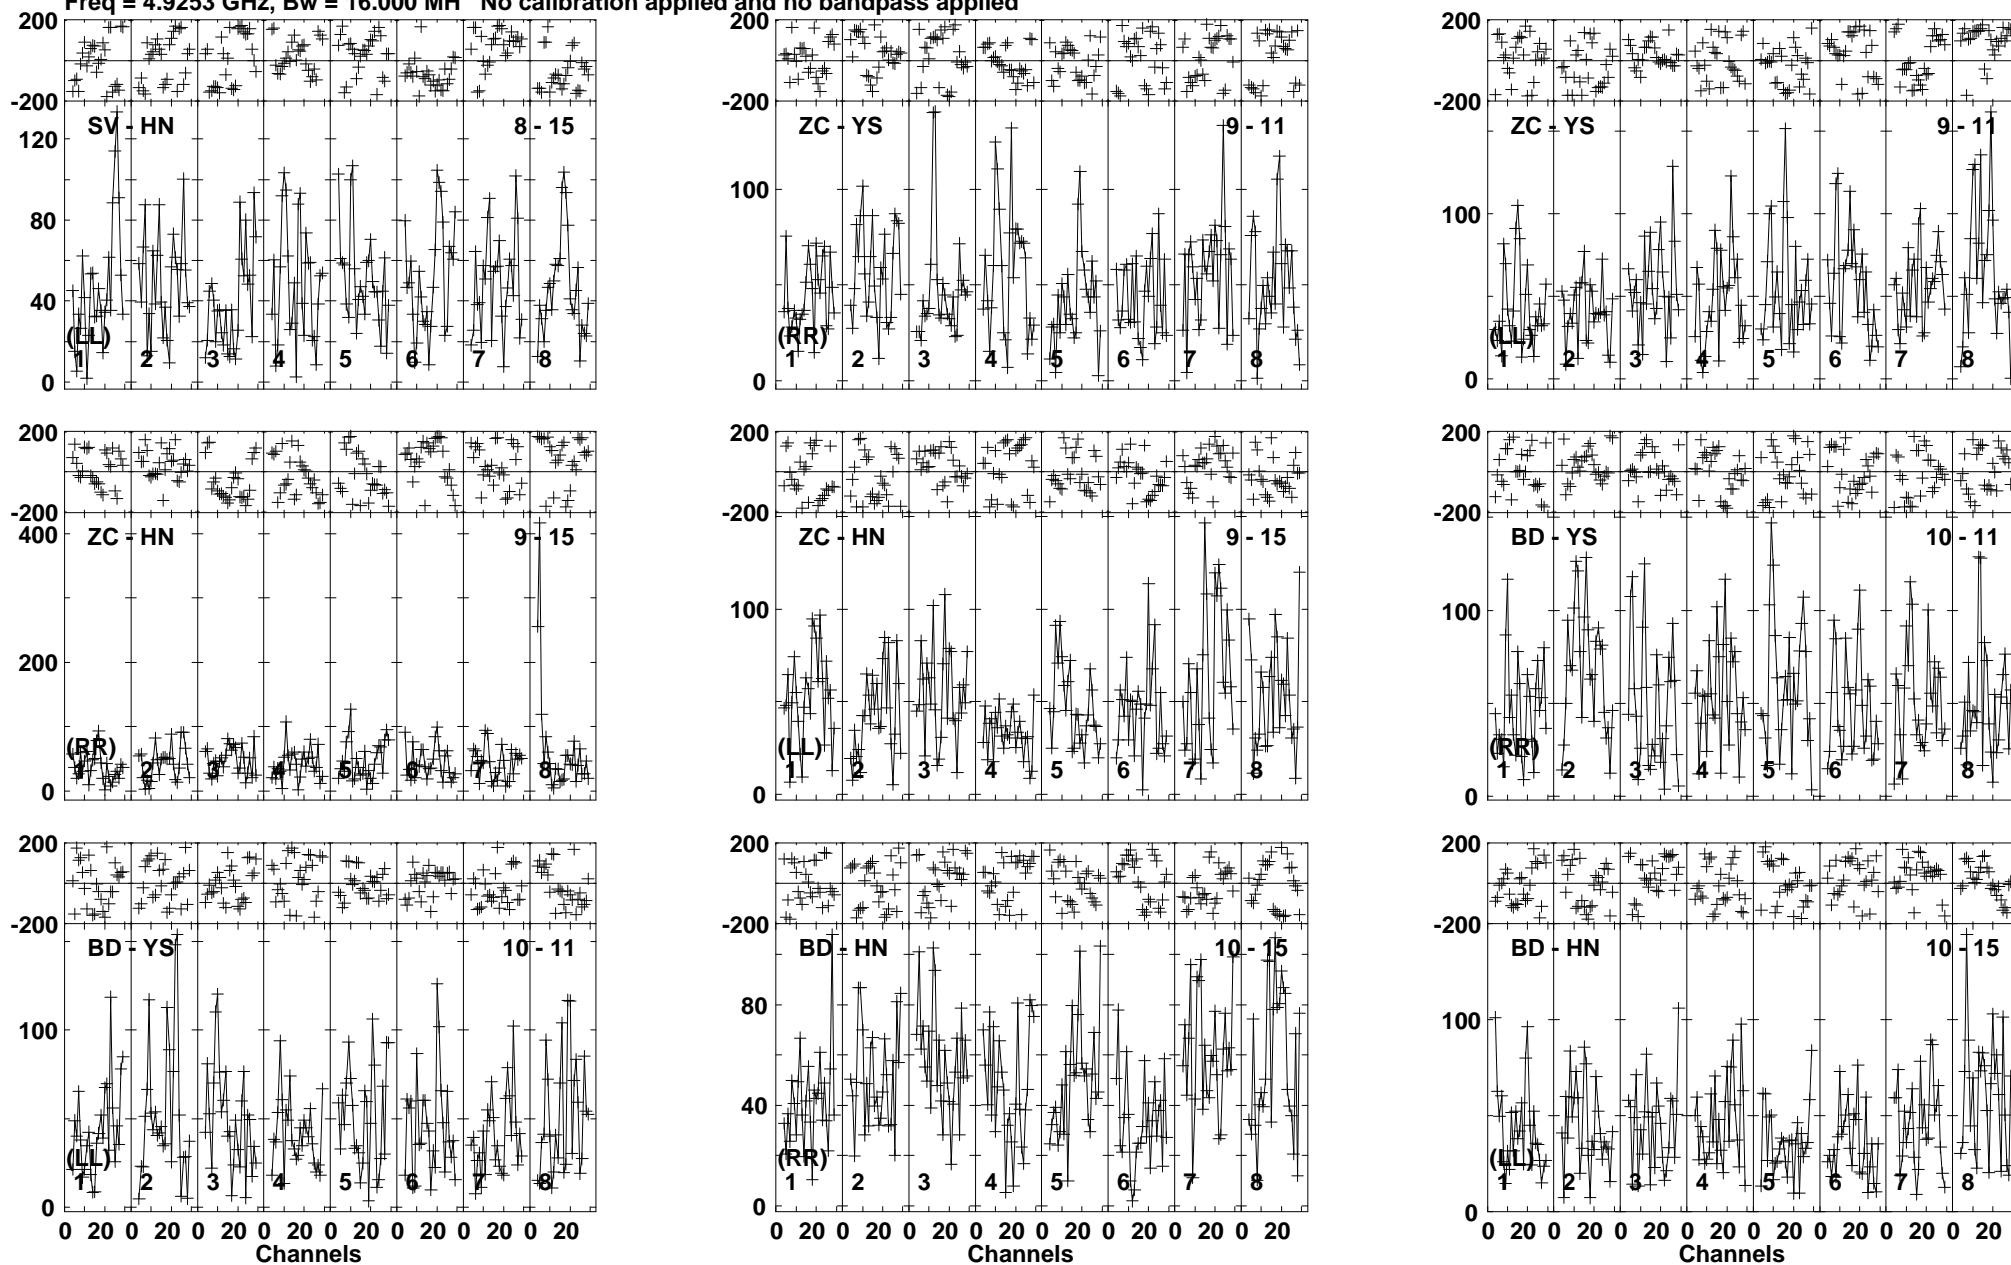 Freq = 4.9253 GHz, Bw = 16.000 MH No calibration applied and no bandpass applied
200 200 200
-200 -200 -200
SV - HN 8 - 15 ZC - YS 9 - 11 ZC - YS 9 - 11
120
100 100
80
40
(LL) (RR) (LL)
1 2 3 4 5 6 7 8 1 2 3 4 5 6 7 8 1 2 3 4 5 6 7 8
0 0 0
200 200 200
-200 -200 -200
ZC - HN 9 - 15 ZC - HN 9 - 15 BD - YS 10 - 11
400
100 100
200
(RR) (LL) (RR)
1 2 3 4 5 6 7 8 1 2 3 4 5 6 7 8 1 2 3 4 5 6 7 8
0 0 0
200 200 200
-200 -200 -200
BD - YS 10 - 11 BD - HN 10 - 15 BD - HN 10 - 15
100 80 100
40
(LL) (RR) (LL)
1 2 3 4 5 6 7 8 1 2 3 4 5 6 7 8 1 2 3 4 5 6 7 8
0 0 0
0 20 0 20 0 20 0 20 0 20 0 20 0 20 0 20 0 20 0 20 0 20 0 20 0 20 0 20 0 20 0 20 0 20 0 20 0 20 0 20 0 20 0 20 0 20 0 20
Channels Channels Channels